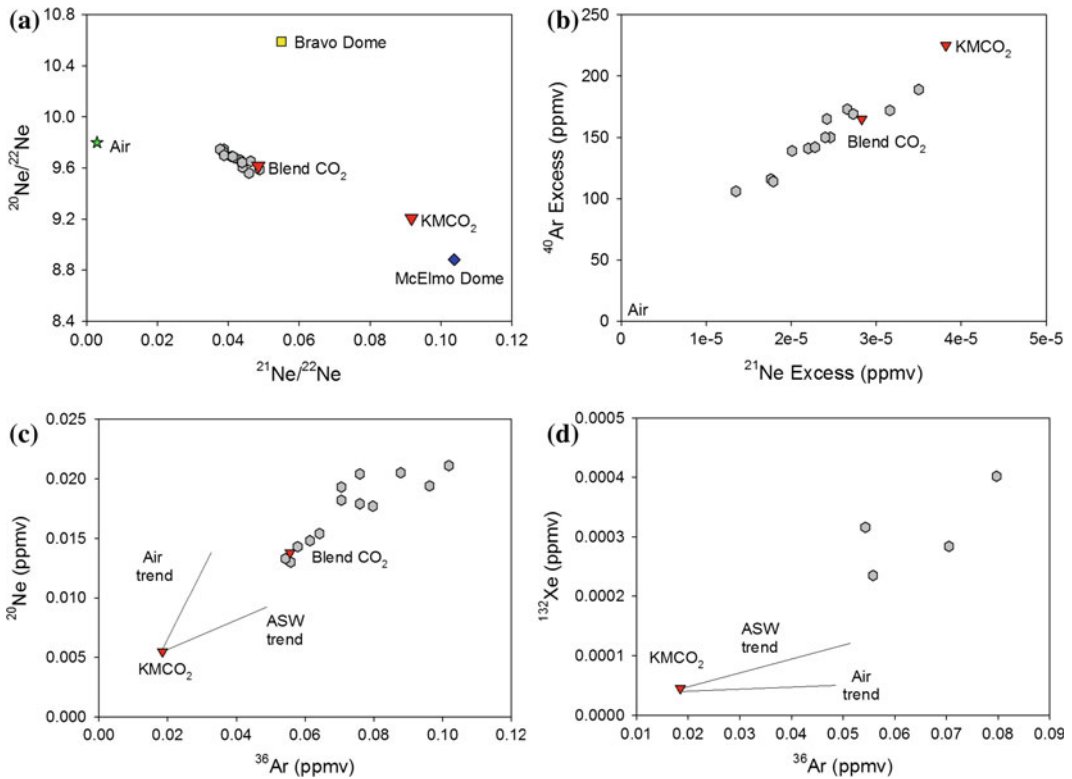 (a)
10.8
10.4
10.0
9.6
9.2
8.8
8.4
²⁰Ne/²²Ne
Bravo Dome
Air
Blend CO₂
KMCO₂
McElmo Dome
0.00 0.02 0.04 0.06 0.08 0.10 0.12
²¹Ne/²²Ne
(b)
250
200
150
100
50
0
⁴⁰Ar Excess (ppmv)
KMCO₂
Blend CO₂
Air
0 1e-5 2e-5 3e-5 4e-5 5e-5
²¹Ne Excess (ppmv)
(c)
0.025
0.020
0.015
0.010
0.005
0.000
²⁰Ne (ppmv)
Blend CO₂
Air
trend
ASW
trend
KMCO₂
0.00 0.02 0.04 0.06 0.08 0.10 0.12
³⁶Ar (ppmv)
(d)
0.0005
0.0004
0.0003
0.0002
0.0001
0.0000
¹³²Xe (ppmv)
ASW
trend
KMCO₂
Air
trend
0.01 0.02 0.03 0.04 0.05 0.06 0.07 0.08 0.09
³⁶Ar (ppmv)